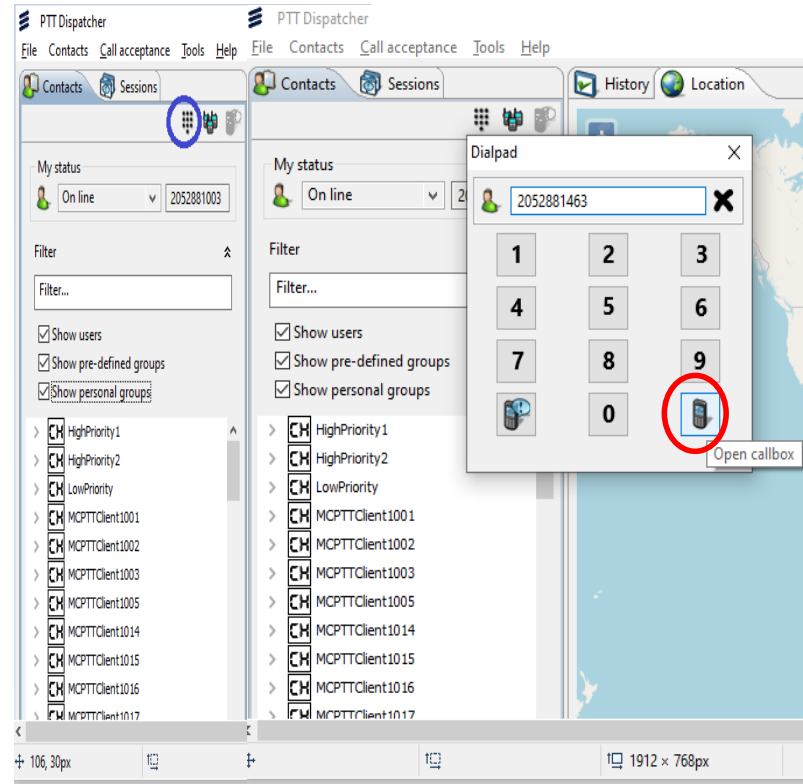 PTT Dispatcher
File Contacts Call acceptance Tools Help
Contacts Sessions
My status
On line 2052881003
Filter
Filter...
Show users
Show pre-defined groups
Show personal groups
HighPriority1
HighPriority2
LowPriority
MCPTTClient1001
MCPTTClient1002
MCPTTClient1003
MCPTTClient1005
MCPTTClient1014
MCPTTClient1015
MCPTTClient1016
MCPTTClient1017
106, 30px
PTT Dispatcher
File Contacts Call acceptance Tools Help
Contacts Sessions
History Location
My status
On line 2
Filter
Filter...
Show users
Show pre-defined groups
Show personal groups
HighPriority1
HighPriority2
LowPriority
MCPTTClient1001
MCPTTClient1002
MCPTTClient1003
MCPTTClient1005
MCPTTClient1014
MCPTTClient1015
MCPTTClient1016
MCPTTClient1017
Dialpad
2052881463
1 2 3
4 5 6
7 8 9
0
Open callbox
1912 × 768px